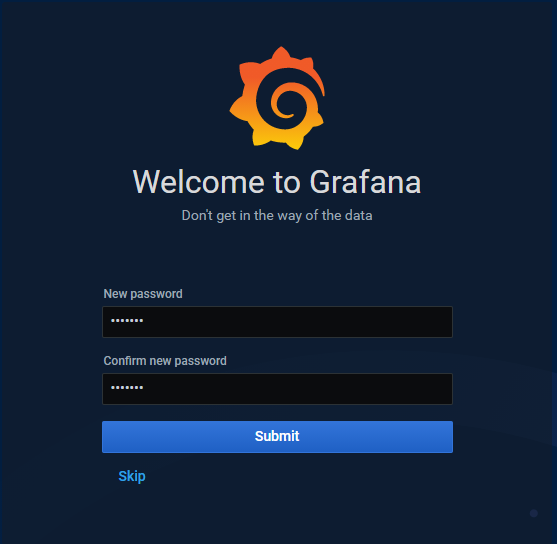 Welcome to Grafana
Don't get in the way of the data
New password
•••••••
Confirm new password
•••••••
Submit
Skip